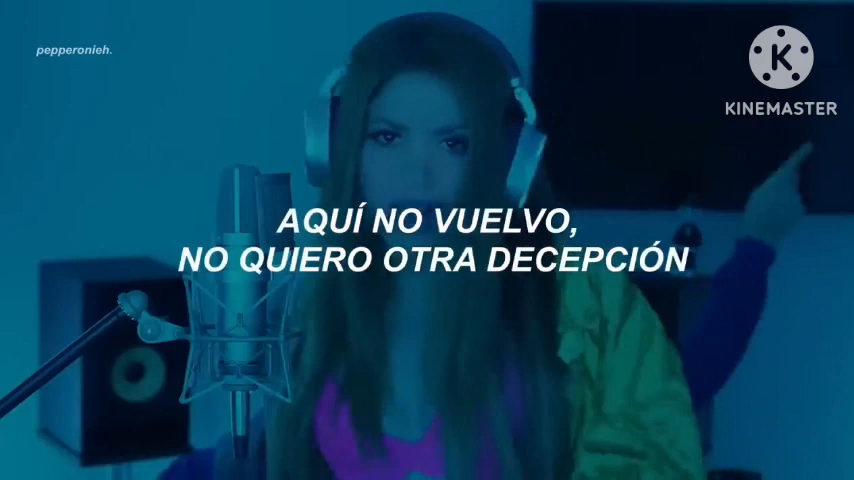 pepperonieh.
K
KINEMASTER
AQUÍ NO VUELVO,
NO QUIERO OTRA DECEPCIÓN